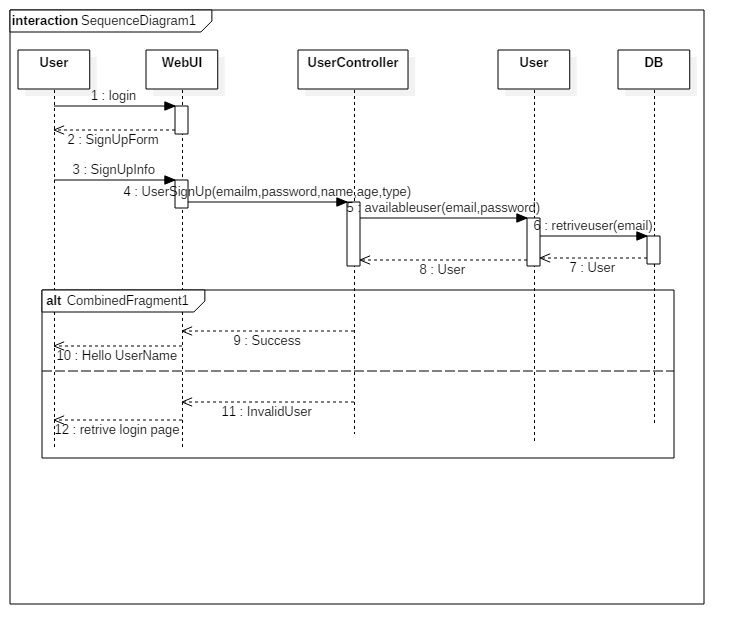 interaction SequenceDiagram1
User
WebUI
UserController
User
DB
1 : login
2 : SignUpForm
3 : SignUpInfo
4 : UserSignUp(emailm,password,name,age,type)
5 : availableuser(email,password)
6 : retriveuser(email)
7 : User
8 : User
alt CombinedFragment1
9 : Success
10 : Hello UserName
11 : InvalidUser
12 : retrive login page